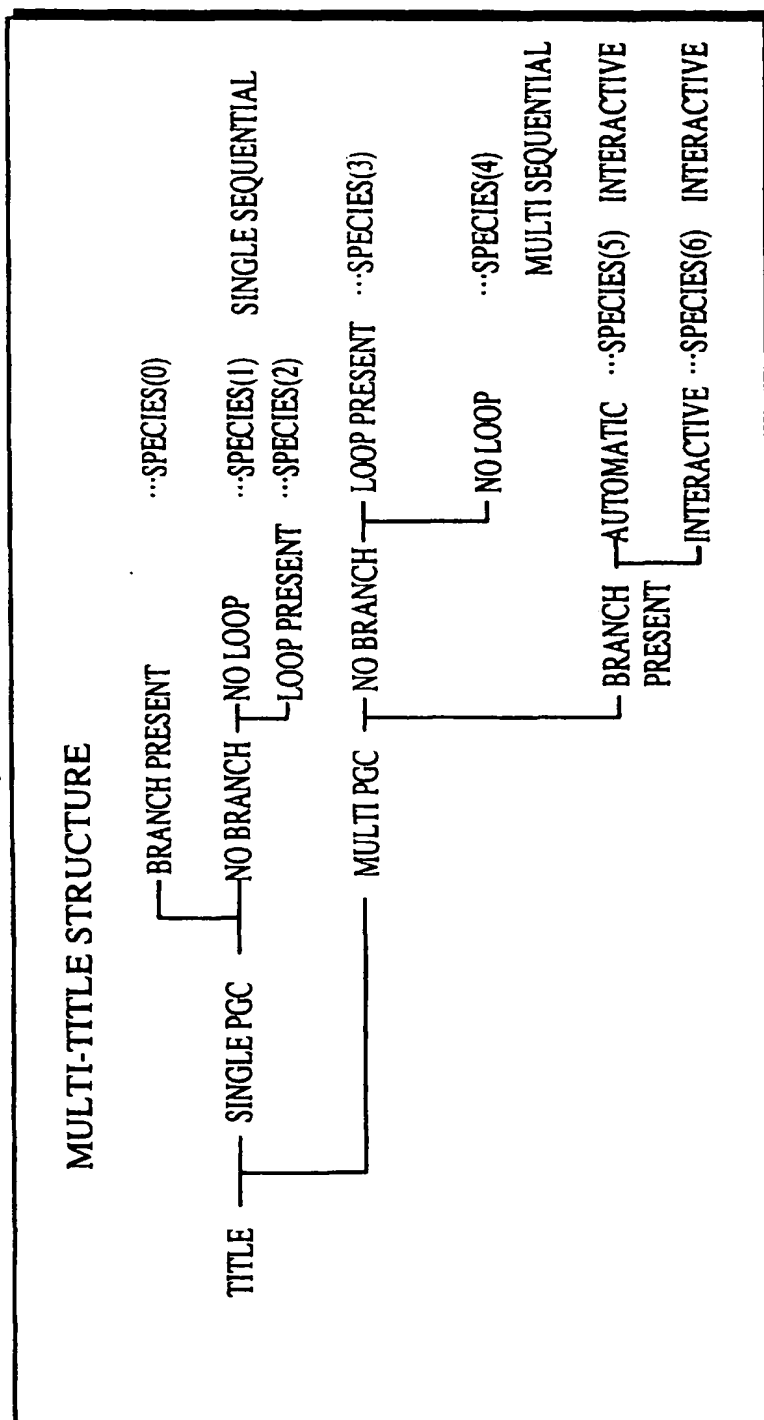 MULTI-TITLE STRUCTURE
BRANCH PRESENT …SPECIES(0)
TITLE SINGLE PGC NO BRANCH NO LOOP …SPECIES(1) SINGLE SEQUENTIAL
LOOP PRESENT …SPECIES(2)
MULTI PGC NO BRANCH LOOP PRESENT …SPECIES(3)
NO LOOP …SPECIES(4)
MULTI SEQUENTIAL
BRANCH AUTOMATIC …SPECIES(5) INTERACTIVE
PRESENT
INTERACTIVE …SPECIES(6) INTERACTIVE